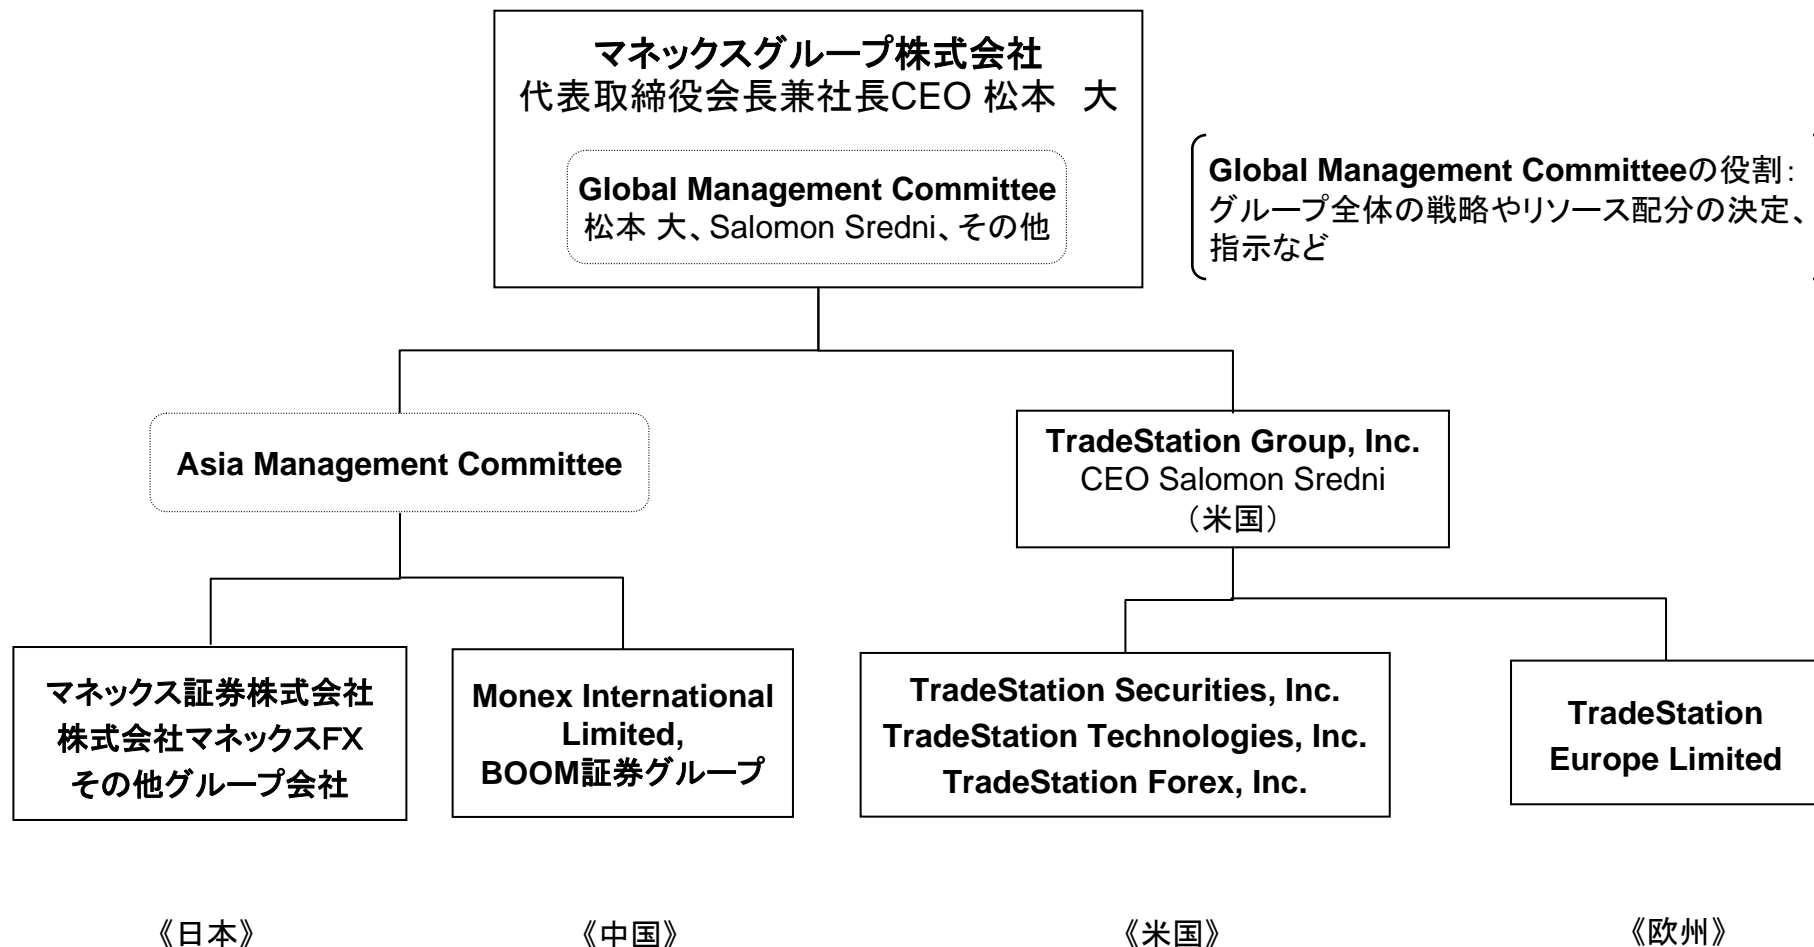 マネックスグループ株式会社
代表取締役会長兼社長CEO 松本　大
Global Management Committee
松本 大、Salomon Sredni、その他
Global Management Committeeの役割：
グループ全体の戦略やリソース配分の決定、
指示など
Asia Management Committee
TradeStation Group, Inc.
CEO Salomon Sredni
（米国）
マネックス証券株式会社
株式会社マネックスFX
その他グループ会社
Monex International
Limited,
BOOM証券グループ
TradeStation Securities, Inc.
TradeStation Technologies, Inc.
TradeStation Forex, Inc.
TradeStation
Europe Limited
《日本》
《中国》
《米国》
《欧州》